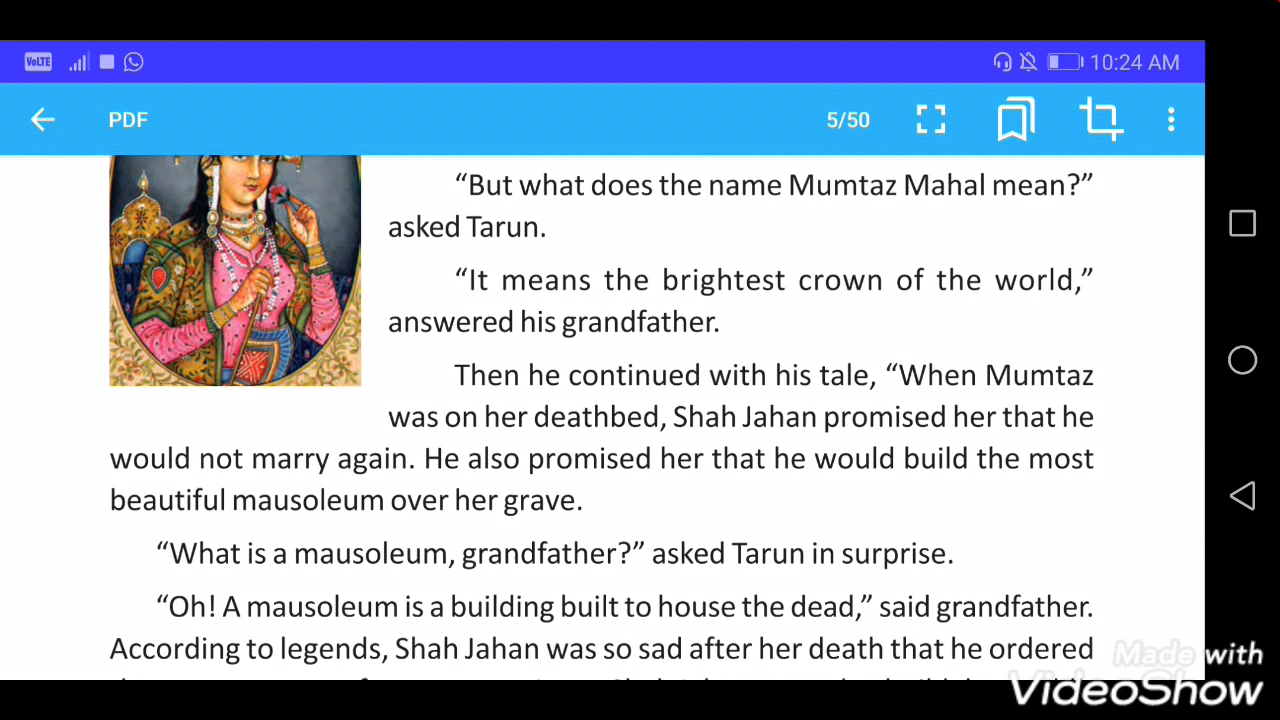 VoLTE
10:24 AM
PDF
5/50
“But what does the name Mumtaz Mahal mean?”
asked Tarun.
“It means the brightest crown of the world,”
answered his grandfather.
Then he continued with his tale, “When Mumtaz
was on her deathbed, Shah Jahan promised her that he
would not marry again. He also promised her that he would build the most
beautiful mausoleum over her grave.
“What is a mausoleum, grandfather?” asked Tarun in surprise.
“Oh! A mausoleum is a building built to house the dead,” said grandfather.
According to legends, Shah Jahan was so sad after her death that he ordered
Made with
VideoShow